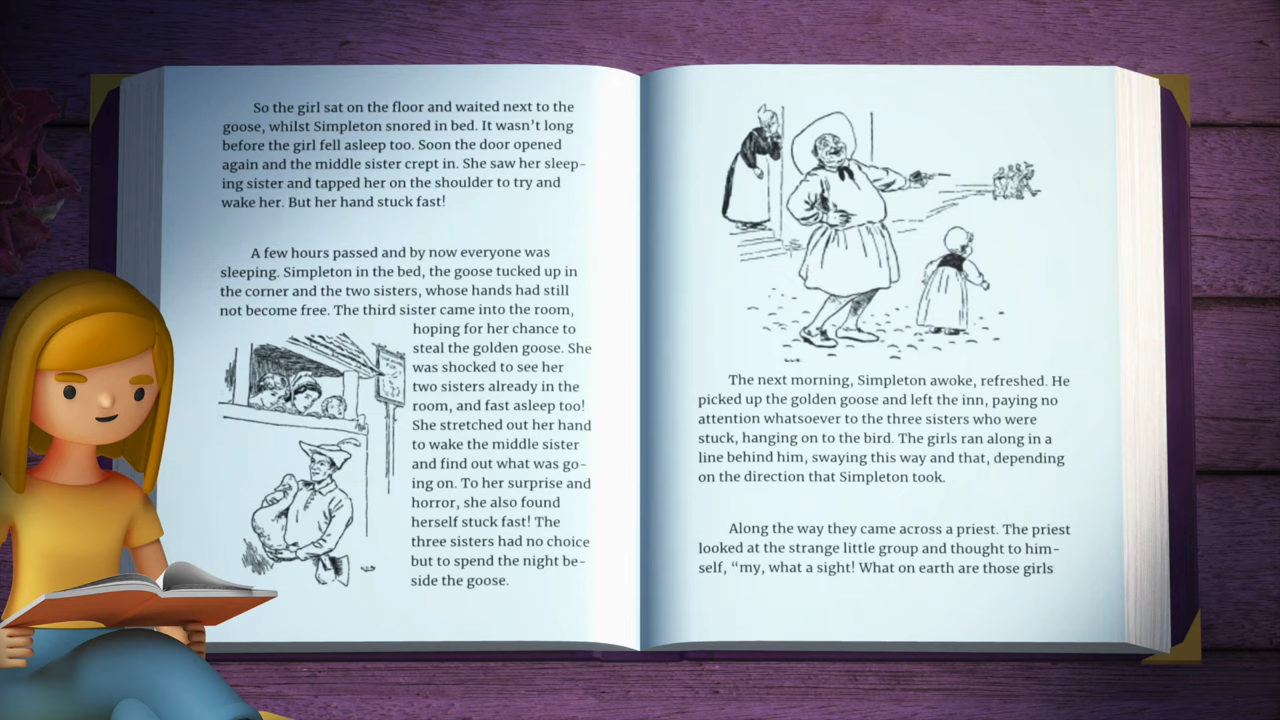 So the girl sat on the floor and waited next to the
goose, whilst Simpleton snored in bed. It wasn't long
before the girl fell asleep too. Soon the door opened
again and the middle sister crept in. She saw her sleep-
ing sister and tapped her on the shoulder to try and
wake her. But her hand stuck fast!
A few hours passed and by now everyone was
sleeping. Simpleton in the bed, the goose tucked up in
the corner and the two sisters, whose hands had still
not become free. The third sister came into the room,
hoping for her chance to
steal the golden goose. She
was shocked to see her
two sisters already in the
room, and fast asleep too!
She stretched out her hand
to wake the middle sister
and find out what was go-
ing on. To her surprise and
horror, she also found
herself stuck fast! The
three sisters had no choice
but to spend the night be-
side the goose.
The next morning, Simpleton awoke, refreshed. He
picked up the golden goose and left the inn, paying no
attention whatsoever to the three sisters who were
stuck, hanging on to the bird. The girls ran along in a
line behind him, swaying this way and that, depending
on the direction that Simpleton took.
Along the way they came across a priest. The priest
looked at the strange little group and thought to him-
self, “my, what a sight! What on earth are those girls